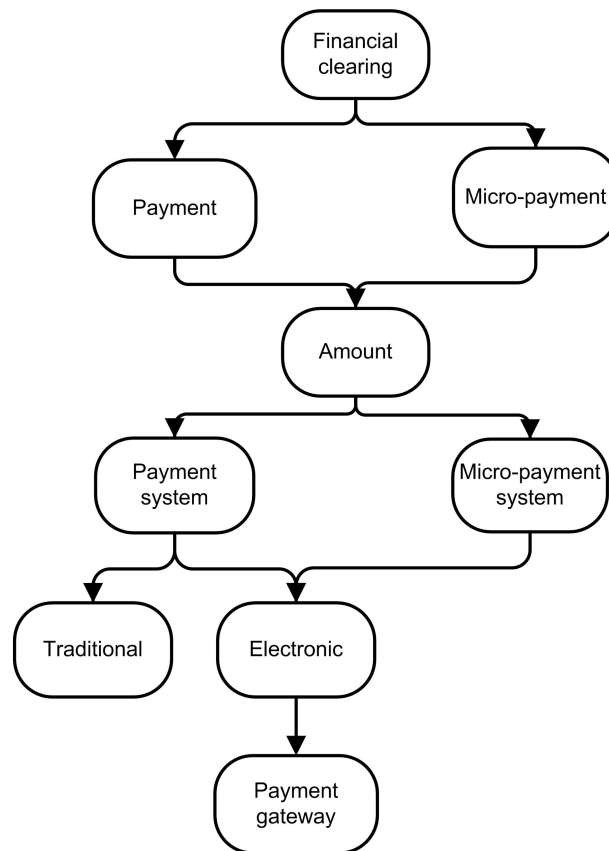 Financial
clearing
Payment
Micro-payment
Amount
Payment
system
Micro-payment
system
Traditional
Electronic
Payment
gateway